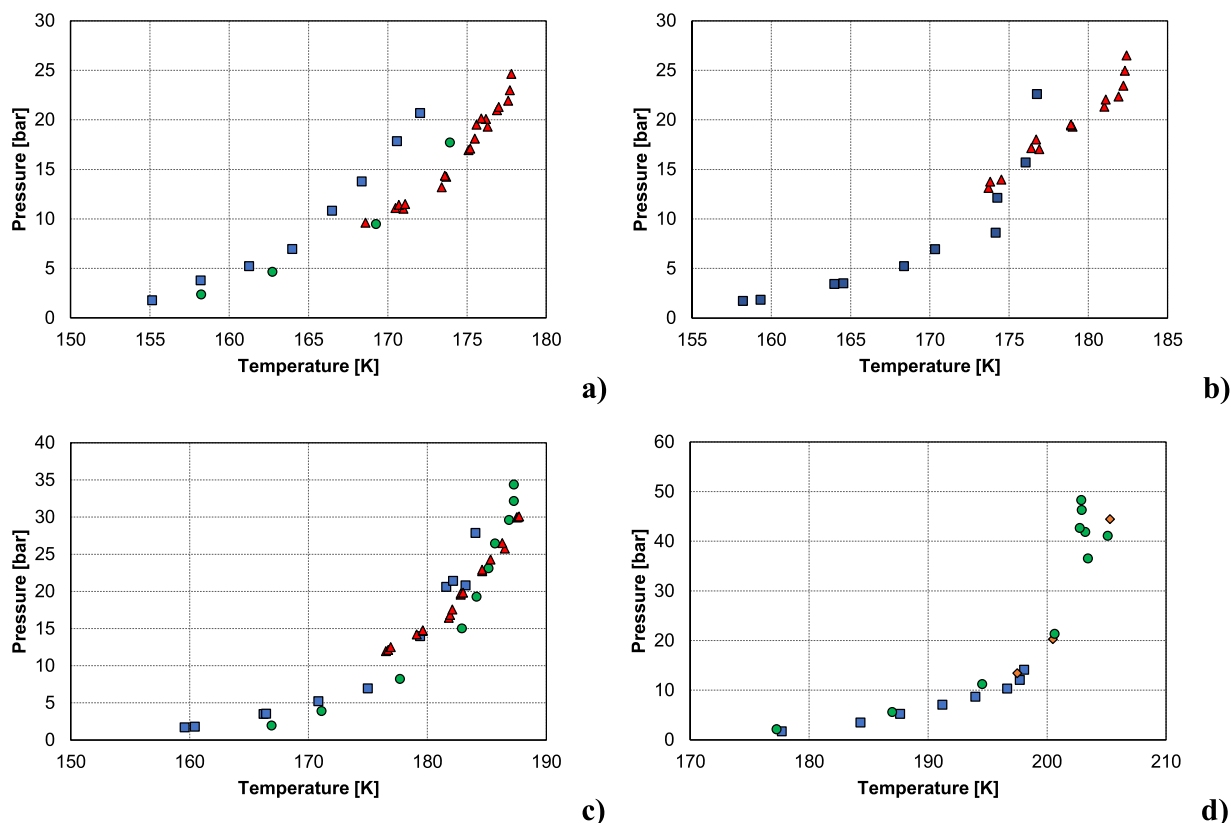 Pressure [bar]
30
25
20
15
10
5
0
150 155 160 165 170 175 180
Temperature [K]
a)
Pressure [bar]
30
25
20
15
10
5
0
155 160 165 170 175 180 185
Temperature [K]
b)
Pressure [bar]
40
35
30
25
20
15
10
5
0
150 160 170 180 190
Temperature [K]
c)
Pressure [bar]
60
50
40
30
20
10
0
170 180 190 200 210
Temperature [K]
d)